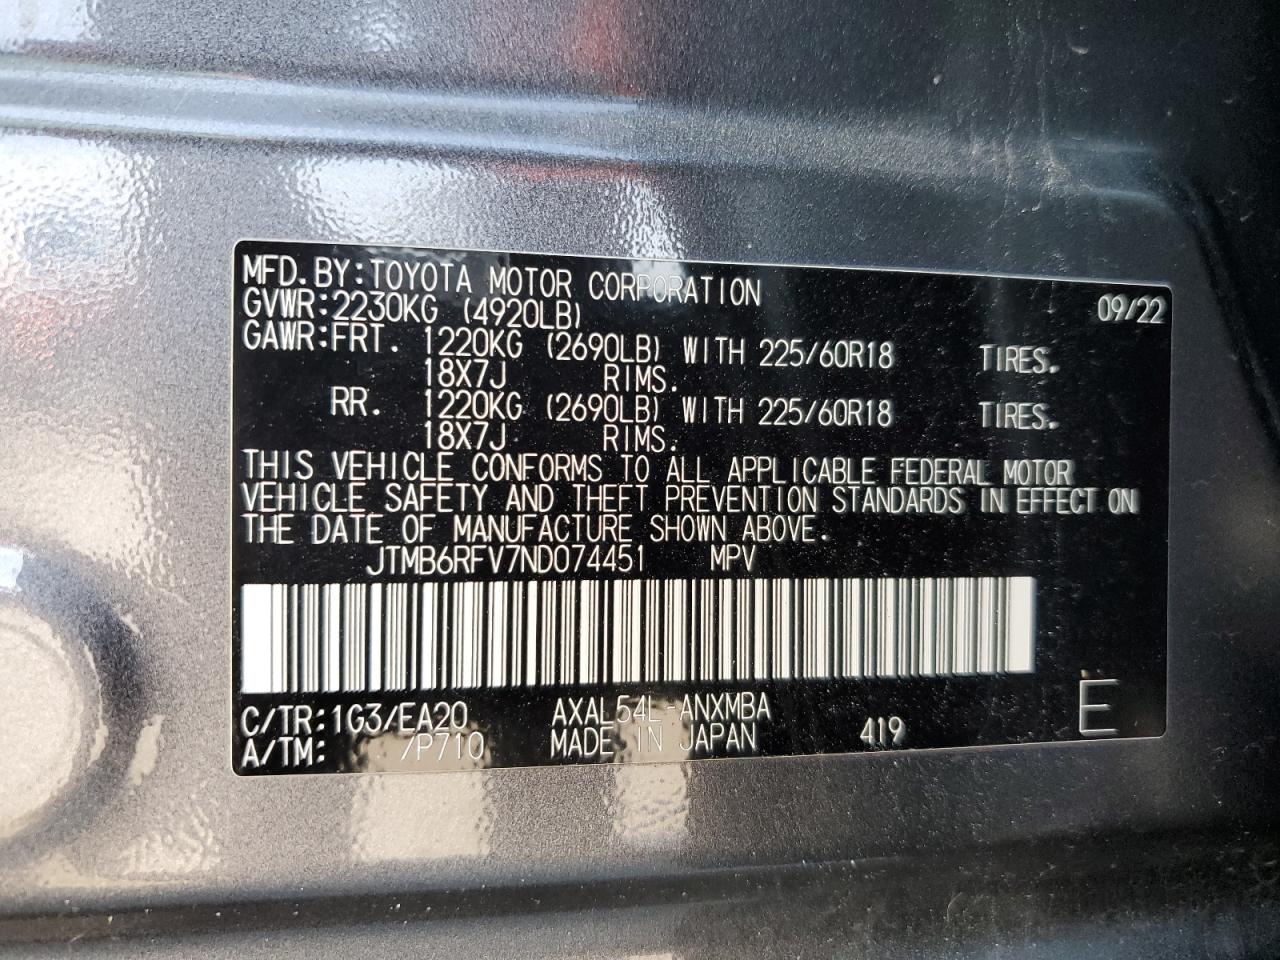 MFD.BY:TOYOTA MOTOR CORPORATION 09/22
GVWR:2230KG (4920LB)
GAWR:FRT. 1220KG (2690LB) WITH 225/60R18 TIRES.
18X7J RIMS.
RR. 1220KG (2690LB) WITH 225/60R18 TIRES.
18X7J RIMS.
THIS VEHICLE CONFORMS TO ALL APPLICABLE FEDERAL MOTOR
VEHICLE SAFETY AND THEFT PREVENTION STANDARDS IN EFFECT ON
THE DATE OF MANUFACTURE SHOWN ABOVE.
JTMB6RFV7ND074451 MPV
C/TR:1G3/EA20 AXAL54L-ANXMBA
A/TM: /P710 MADE IN JAPAN 419 E